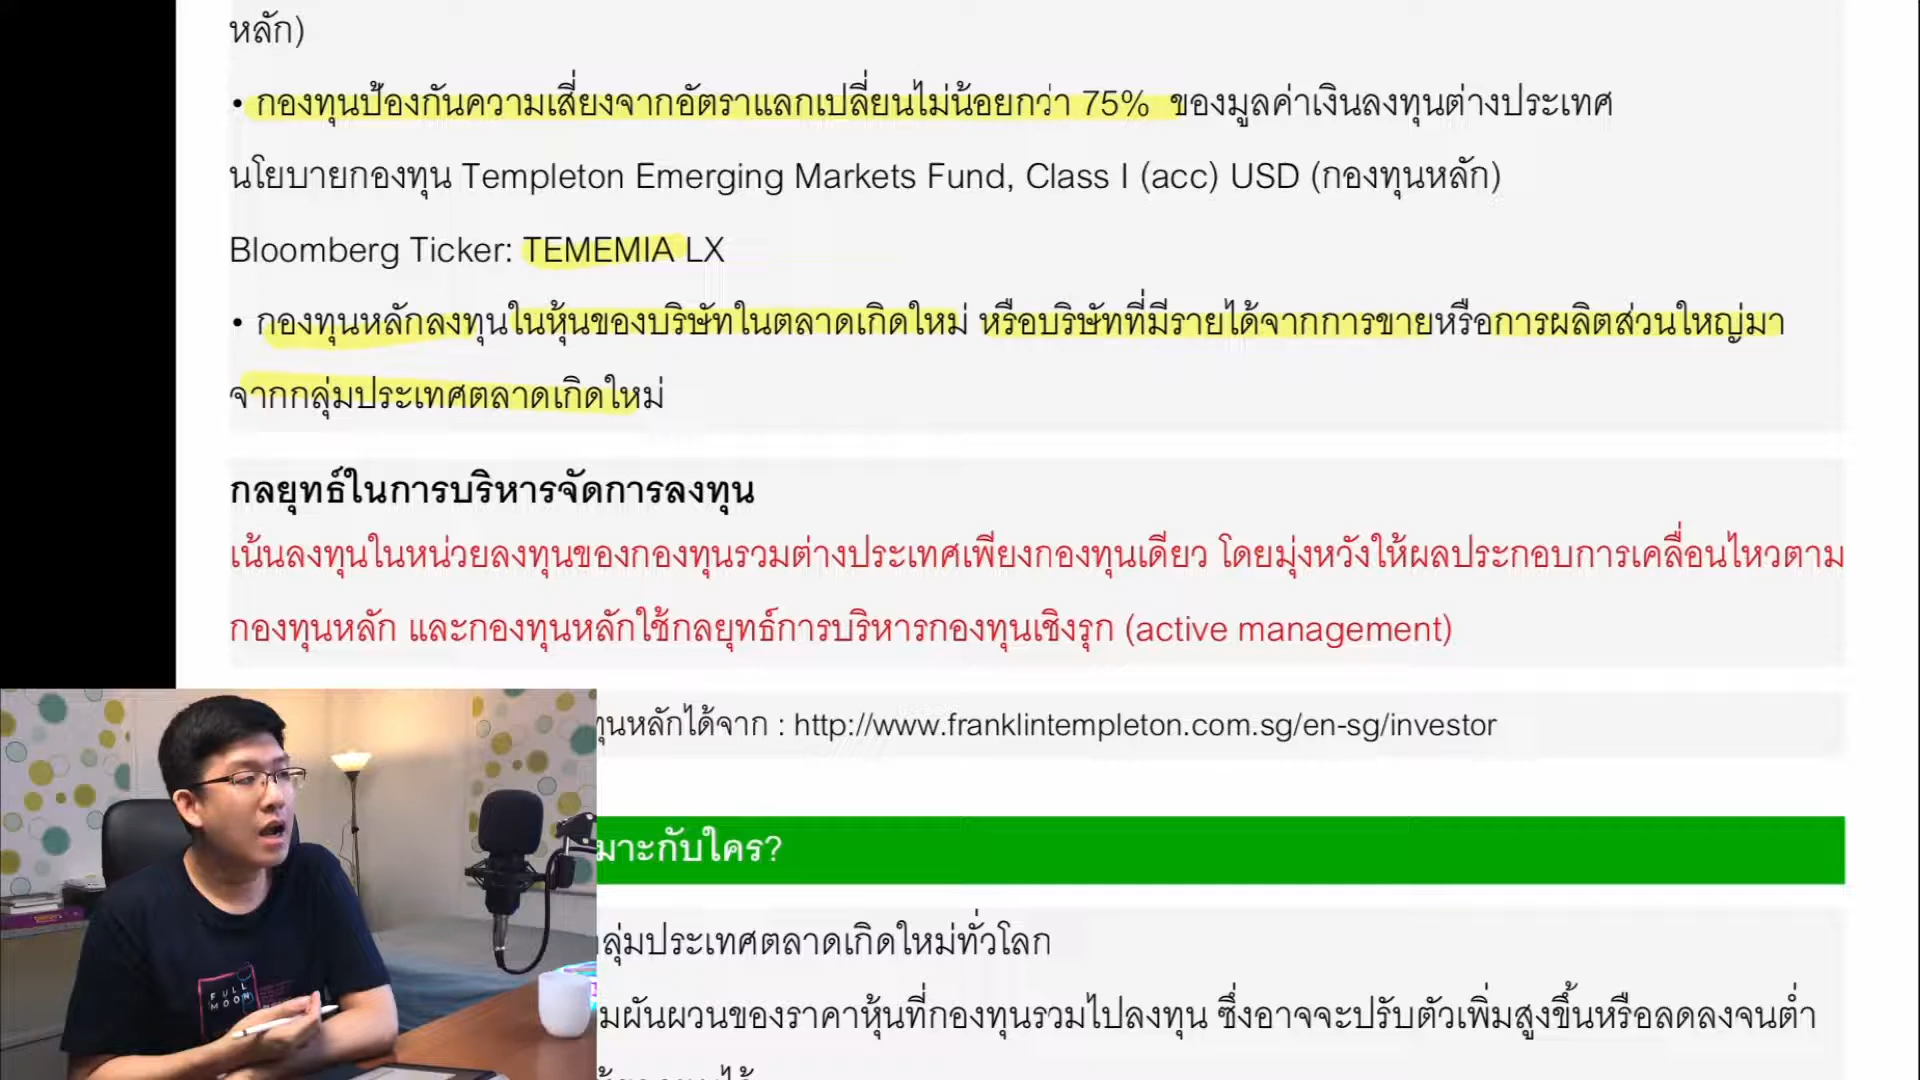 หลัก)
• กองทุนป้องกันความเสี่ยงจากอัตราแลกเปลี่ยนไม่น้อยกว่า 75% ของมูลค่าเงินลงทุนต่างประเทศ
นโยบายกองทุน Templeton Emerging Markets Fund, Class I (acc) USD (กองทุนหลัก)
Bloomberg Ticker: TEMEMIA LX
• กองทุนหลักลงทุนในหุ้นของบริษัทในตลาดเกิดใหม่ หรือบริษัทที่มีรายได้จากการขายหรือการผลิตส่วนใหญ่มา
จากกลุ่มประเทศตลาดเกิดใหม่
กลยุทธ์ในการบริหารจัดการลงทุน
เน้นลงทุนในหน่วยลงทุนของกองทุนรวมต่างประเทศเพียงกองทุนเดียว โดยมุ่งหวังให้ผลประกอบการเคลื่อนไหวตาม
กองทุนหลัก และกองทุนหลักใช้กลยุทธ์การบริหารกองทุนเชิงรุก (active management)
ทุนหลักได้จาก : http://www.franklintempleton.com.sg/en-sg/investor
มาะกับใคร?
ลุ่มประเทศตลาดเกิดใหม่ทั่วโลก
มผันผวนของราคาหุ้นที่กองทุนรวมไปลงทุน ซึ่งอาจจะปรับตัวเพิ่มสูงขึ้นหรือลดลงจนต่ำ
FULL
MOON